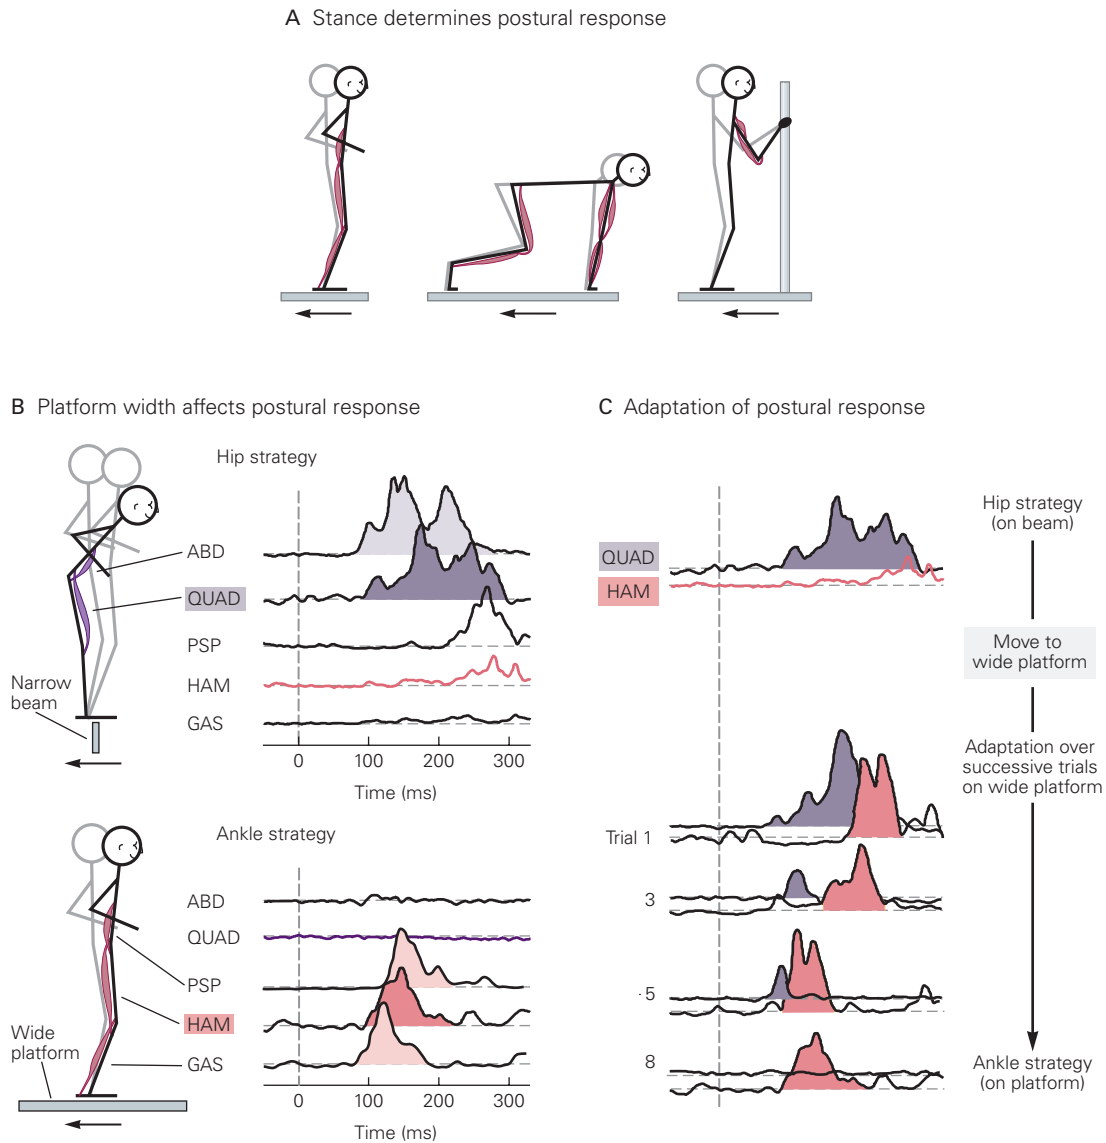 A Stance determines postural response
B Platform width affects postural response
Hip strategy
ABD
QUAD
PSP
HAM
GAS
Narrow
beam
0 100 200 300
Time (ms)
Ankle strategy
ABD
QUAD
PSP
HAM
GAS
Wide
platform
0 100 200 300
Time (ms)
C Adaptation of postural response
QUAD
HAM
Hip strategy
(on beam)
Move to
wide platform
Adaptation over
successive trials
on wide platform
Trial 1
3
5
8
Ankle strategy
(on platform)